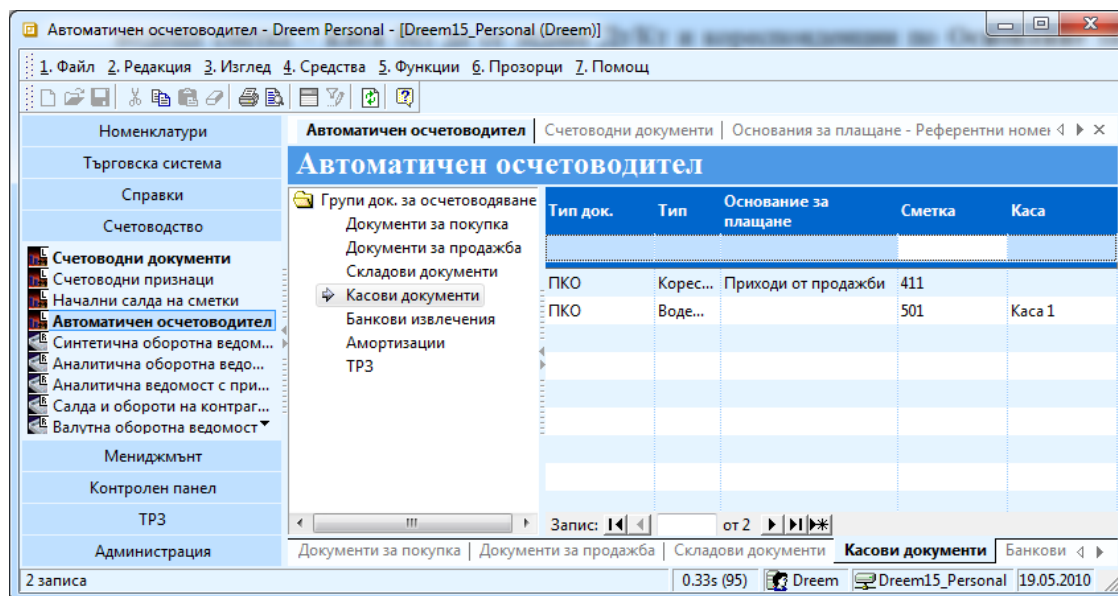 Автоматичен осчетоводител - Dreem Personal - [Dreem15_Personal (Dreem)]
1. Файл 2. Редакция 3. Изглед 4. Средства 5. Функции 6. Прозорци 7. Помощ
Номенклатури
Търговска система
Справки
Счетоводство
Счетоводни документи
Счетоводни признаци
Начални салда на сметки
Автоматичен осчетоводител
Синтетична оборотна ведом...
Аналитична оборотна ведо...
Аналитична ведомост с при...
Салда и обороти на контраг...
Валутна оборотна ведомост
Мениджмънт
Контролен панел
ТРЗ
Администрация
Автоматичен осчетоводител | Счетоводни документи | Основания за плащане - Референтни номен
Автоматичен осчетоводител
Групи док. за осчетоводяване
Документи за покупка
Документи за продажба
Складови документи
Касови документи
Банкови извлечения
Амортизации
ТРЗ
Тип док. Тип Основание за плащане Сметка Каса
ПКО Корес... Приходи от продажби 411
ПКО Воде... 501 Каса 1
Запис: от 2
Документи за покупка | Документи за продажба | Складови документи Касови документи Банкови
2 записа 0.33s (95) Dreem Dreem15_Personal 19.05.2010